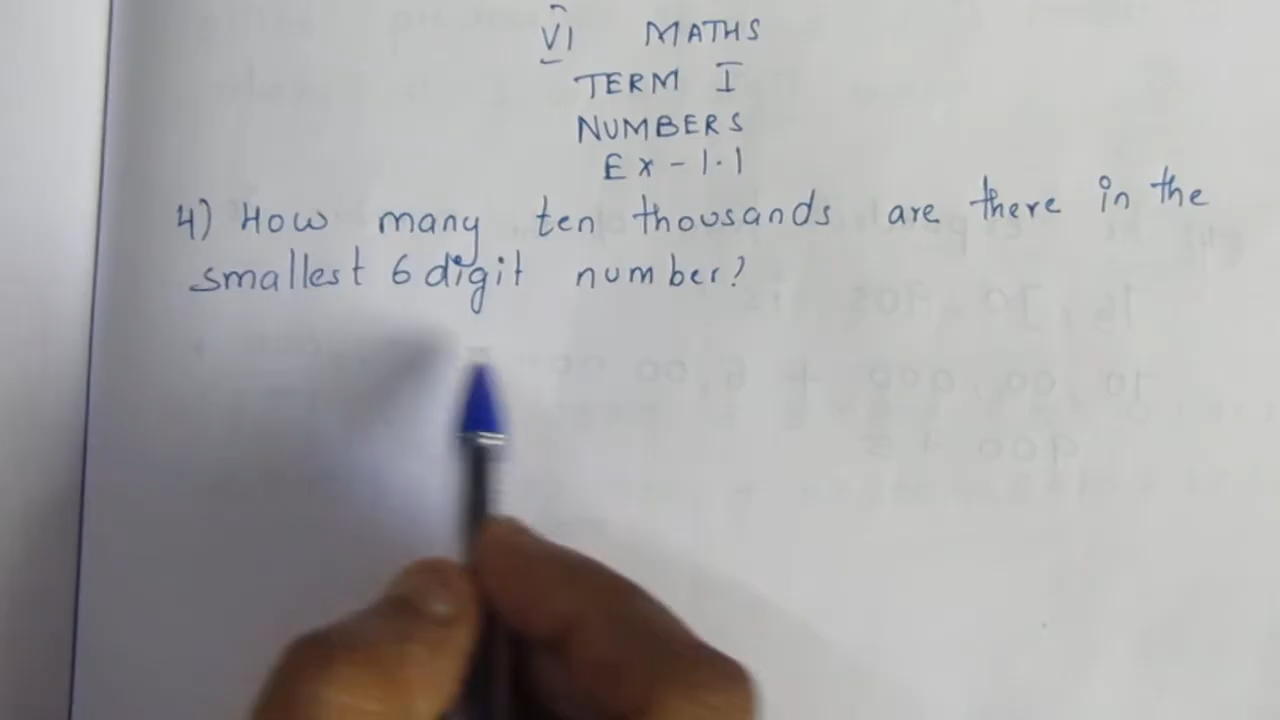 VI MATHS
TERM I
NUMBERS
Ex-1.1
4) How many ten thousands are there in the
smallest 6 digit number?